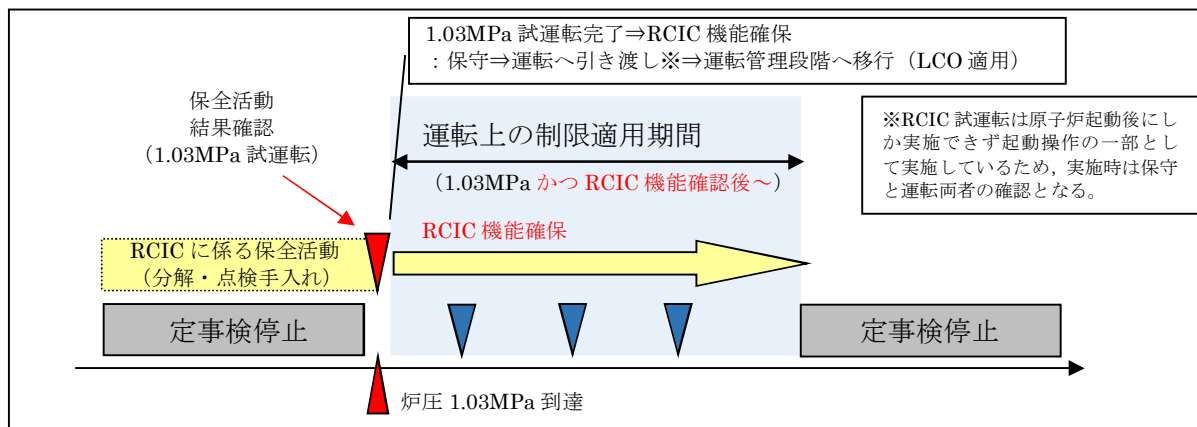 1.03MPa 試運転完了⇒RCIC 機能確保
：保守⇒運転へ引き渡し※⇒運転管理段階へ移行（LCO 適用）
保全活動
結果確認
（1.03MPa 試運転）
運転上の制限適用期間
（1.03MPa かつ RCIC 機能確認後～）
※RCIC 試運転は原子炉起動後にし
か実施できず起動操作の一部とし
て実施しているため，実施時は保守
と運転両者の確認となる。
RCIC 機能確保
RCIC に係る保全活動
（分解・点検手入れ）
定事検停止
定事検停止
炉圧 1.03MPa 到達